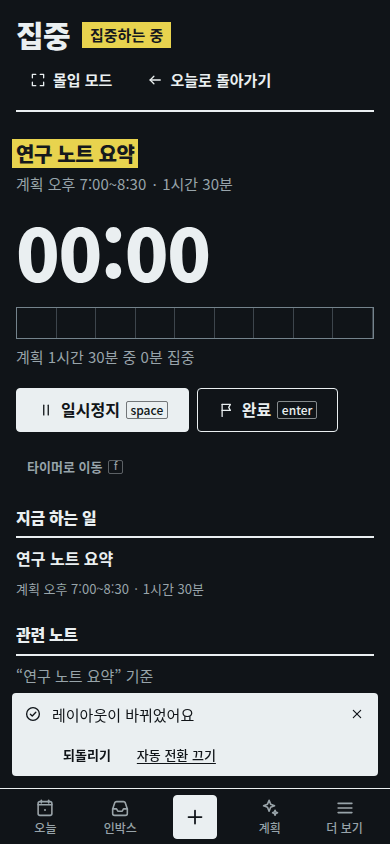 집중 집중하는 중
몰입 모드 오늘로 돌아가기
연구 노트 요약
계획 오후 7:00~8:30 · 1시간 30분
00:00
계획 1시간 30분 중 0분 집중
일시정지 space 완료 enter
타이머로 이동 f
지금 하는 일
연구 노트 요약
계획 오후 7:00~8:30 · 1시간 30분
관련 노트
“연구 노트 요약” 기준
레이아웃이 바뀌었어요
되돌리기 자동 전환 끄기
오늘 인박스 계획 더 보기